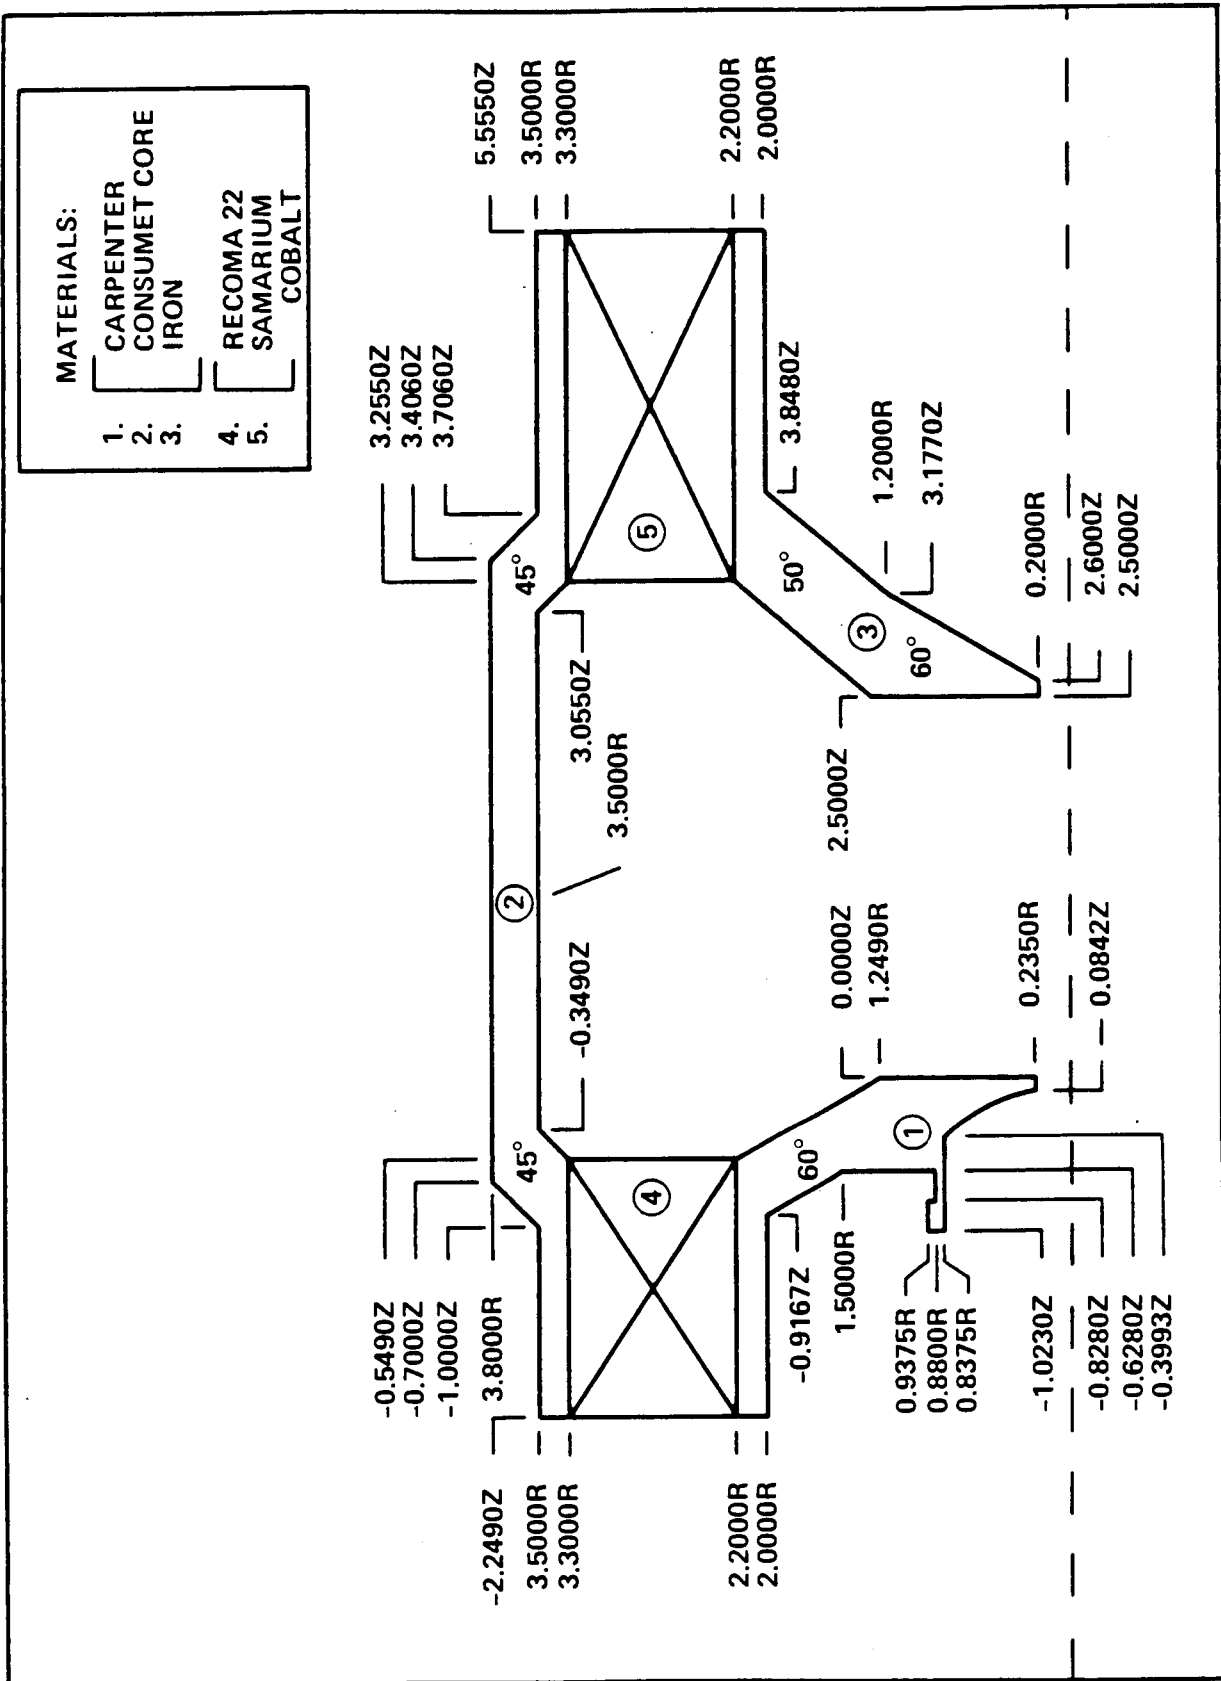 MATERIALS:
1. CARPENTER
2. CONSUMET CORE
3. IRON
4. RECOMA 22
5. SAMARIUM
COBALT
-0.5490Z
-0.7000Z
-1.0000Z
3.8000R
-2.2490Z
3.5000R
3.3000R
2.2000R
2.0000R
3.2550Z
3.4060Z
3.7060Z
5.5550Z
3.5000R
3.3000R
2.2000R
2.0000R
45°
2
45°
-0.3490Z
3.5000R
3.0550Z
4
5
60°
50°
3.8480Z
-0.9167Z
1.5000R
0.0000Z
1.2490R
2.5000Z
3
60°
1.2000R
3.1770Z
1
0.9375R
0.8800R
0.8375R
0.2350R
0.0842Z
0.2000R
2.6000Z
2.5000Z
-1.0230Z
-0.8280Z
-0.6280Z
-0.3993Z